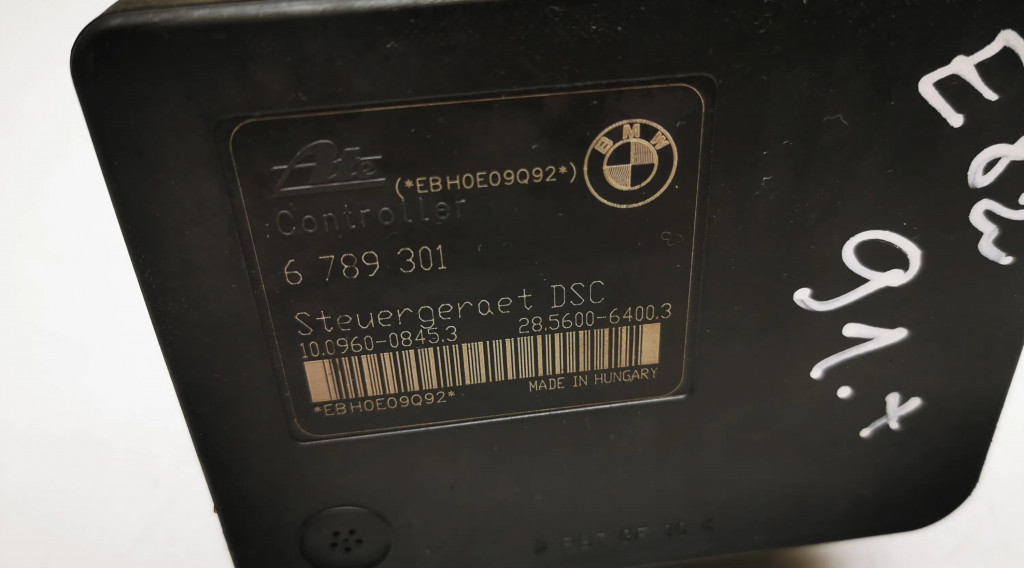 Ate
(*EBH0E09Q92*)
BMW
Controller
6 789 301
Steuergeraet DSC
10.0960-0845.3
28.5600-6400.3
MADE IN HUNGARY
*EBH0E09Q92*
E82
91.x